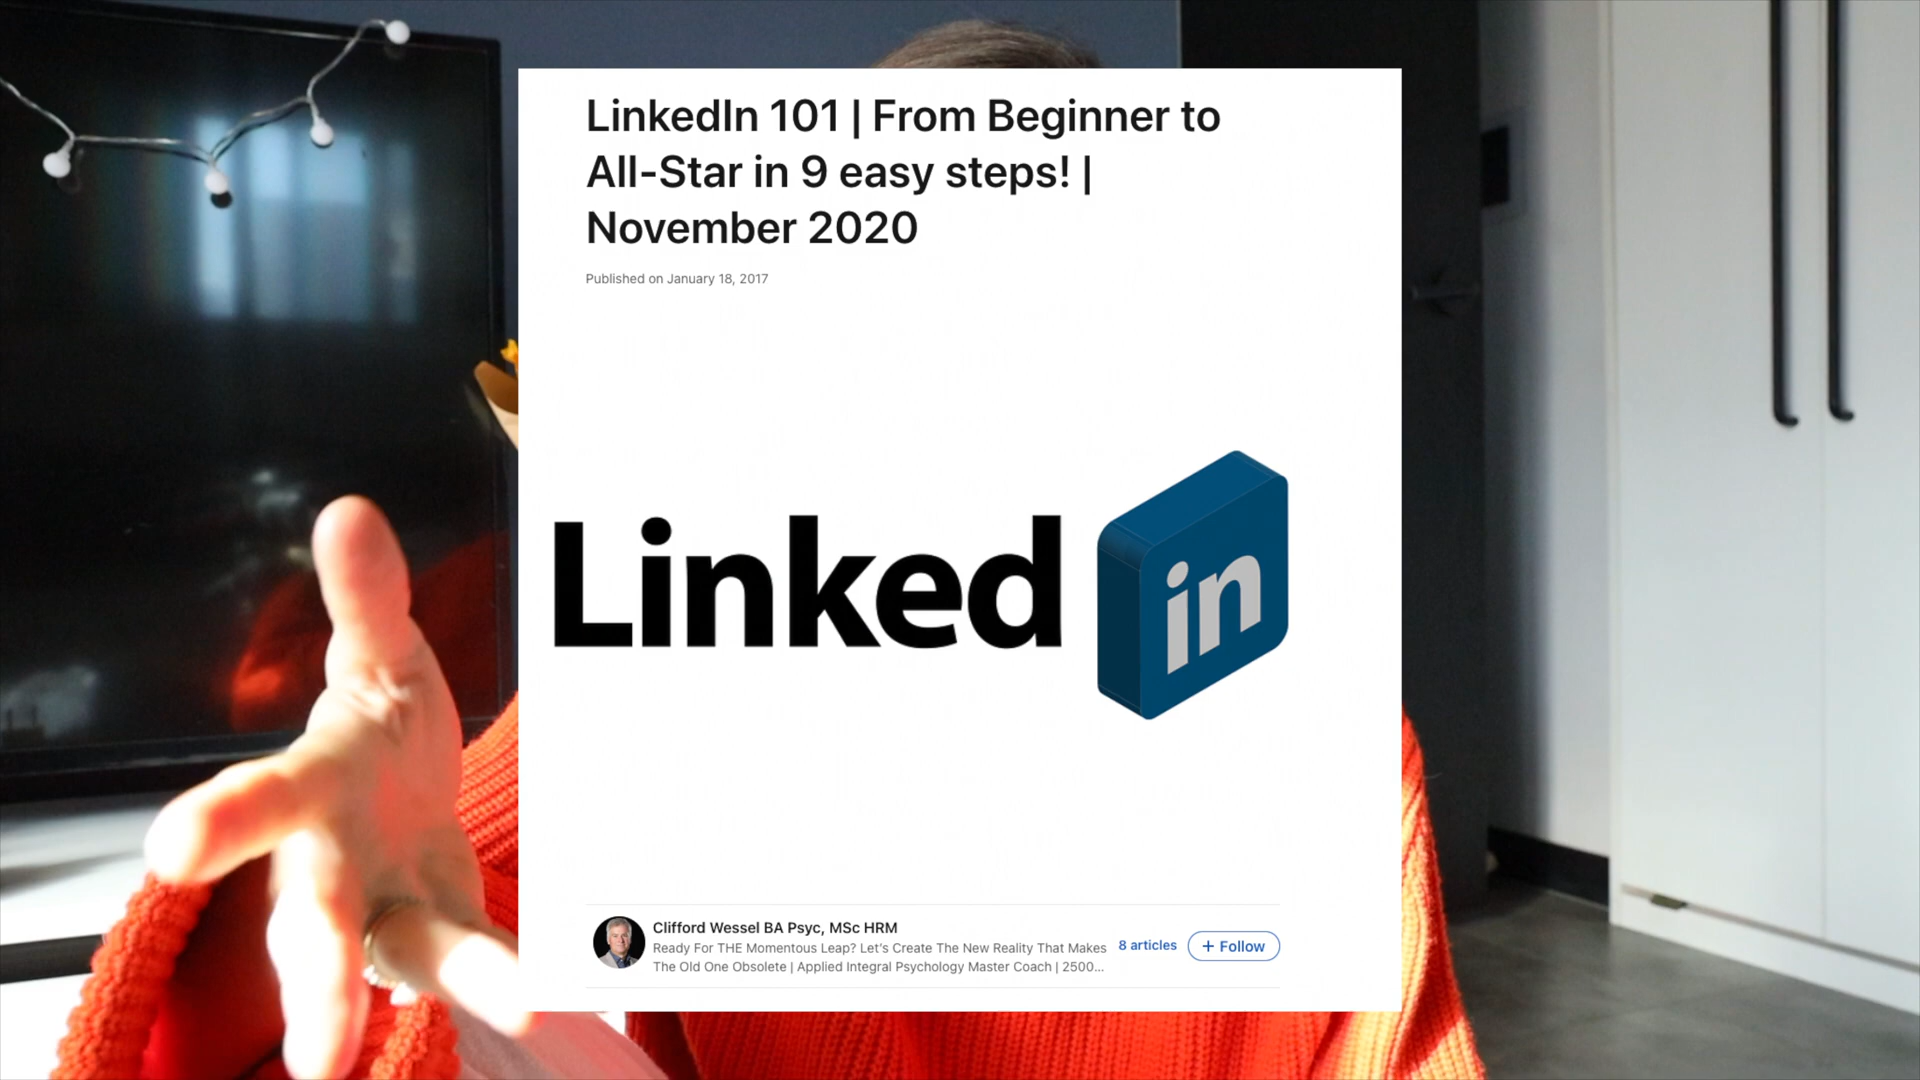 LinkedIn 101 | From Beginner to
All-Star in 9 easy steps! |
November 2020
Published on January 18, 2017
Linked in
Clifford Wessel BA Psyc, MSc HRM
Ready For THE Momentous Leap? Let's Create The New Reality That Makes
The Old One Obsolete | Applied Integral Psychology Master Coach | 2500...
8 articles
+ Follow